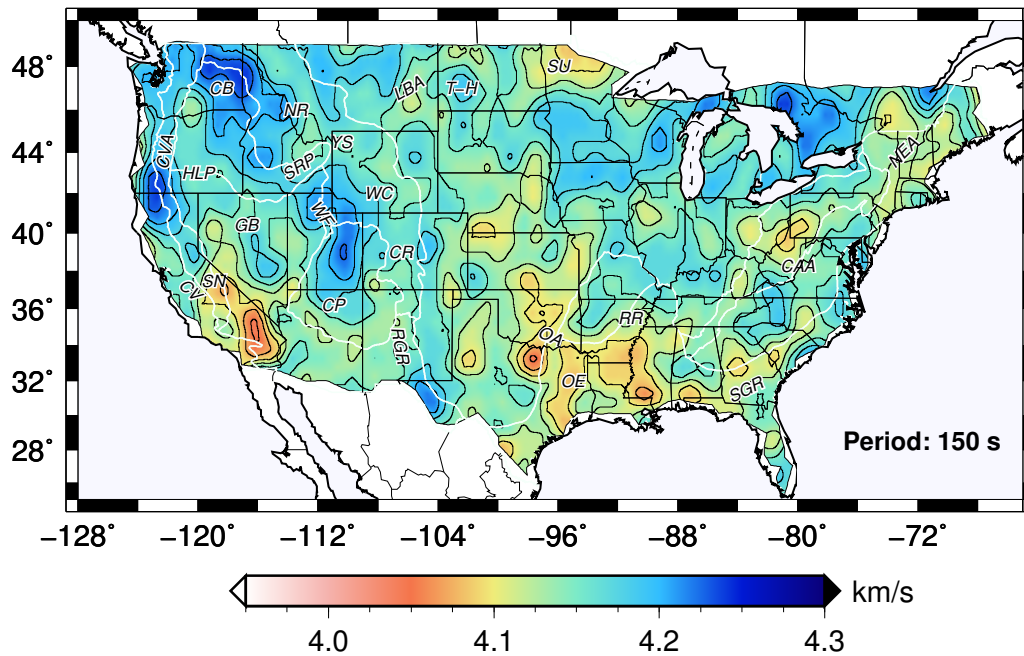 48°
44°
40°
36°
32°
28°
SU
CB
LBA
T–H
NR
CVA
YS
NEA
HLP
SRP
WF
WC
GB
CR
CAA
SN
CV
CP
RR
OA
RGR
OE
SGR
Period: 150 s
−128° −120° −112° −104° −96° −88° −80° −72°
km/s
4.0 4.1 4.2 4.3